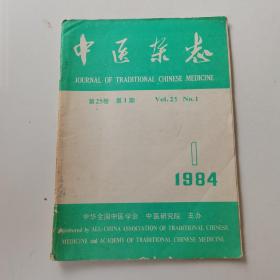 中医杂志
JOURNAL OF TRADITIONAL CHINESE MEDICINE
第25卷 第1期 Vol.25 No.1
1
1984
中华全国中医学会 中医研究院 主办
Sponsored by ALL-CHINA ASSOCIATION OF TRADITIONAL CHINESE
MEDICINE and ACADEMY OF TRADITIONAL CHINESE MEDICINE